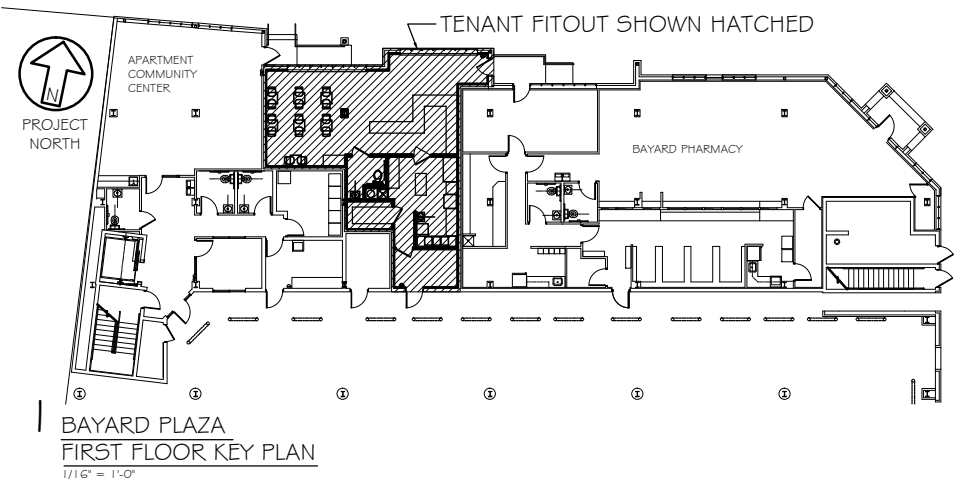 TENANT FITOUT SHOWN HATCHED
APARTMENT
COMMUNITY
CENTER
N
PROJECT
NORTH
BAYARD PHARMACY
1
BAYARD PLAZA
FIRST FLOOR KEY PLAN
1/16" = 1'-0"